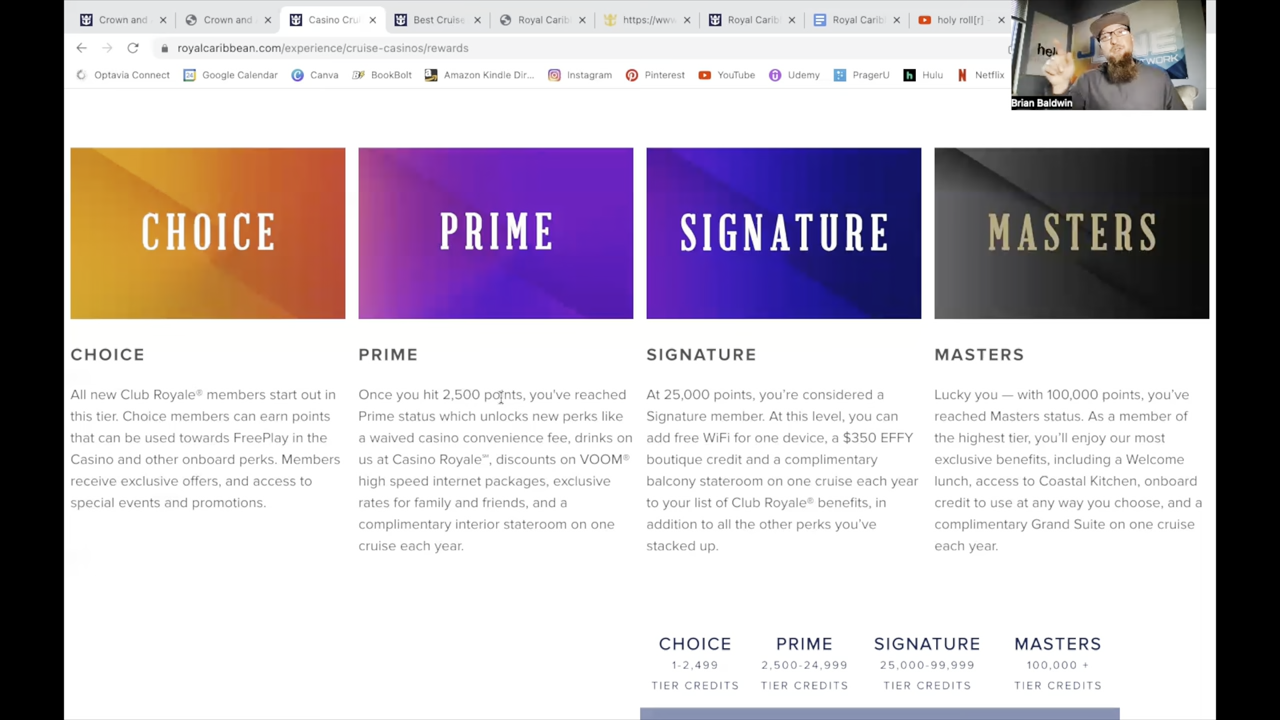 Crown and
Crown and
Casino Crui
Best Cruise
Royal Carib
https://ww
Royal Carib
Royal Carib
holy roll[r]
royalcaribbean.com/experience/cruise-casinos/rewards
Optavia Connect
Google Calendar
Canva
BookBolt
Amazon Kindle Dir...
Instagram
Pinterest
YouTube
Udemy
PragerU
Hulu
Netflix
Brian Baldwin
CHOICE
PRIME
SIGNATURE
MASTERS
CHOICE
All new Club Royale® members start out in
this tier. Choice members can earn points
that can be used towards FreePlay in the
Casino and other onboard perks. Members
receive exclusive offers, and access to
special events and promotions.
PRIME
Once you hit 2,500 points, you've reached
Prime status which unlocks new perks like
a waived casino convenience fee, drinks on
us at Casino Royale℠, discounts on VOOM®
high speed internet packages, exclusive
rates for family and friends, and a
complimentary interior stateroom on one
cruise each year.
SIGNATURE
At 25,000 points, you're considered a
Signature member. At this level, you can
add free WiFi for one device, a $350 EFFY
boutique credit and a complimentary
balcony stateroom on one cruise each year
to your list of Club Royale® benefits, in
addition to all the other perks you've
stacked up.
MASTERS
Lucky you — with 100,000 points, you've
reached Masters status. As a member of
the highest tier, you'll enjoy our most
exclusive benefits, including a Welcome
lunch, access to Coastal Kitchen, onboard
credit to use at any way you choose, and a
complimentary Grand Suite on one cruise
each year.
CHOICE
1-2,499
TIER CREDITS
PRIME
2,500-24,999
TIER CREDITS
SIGNATURE
25,000-99,999
TIER CREDITS
MASTERS
100,000 +
TIER CREDITS